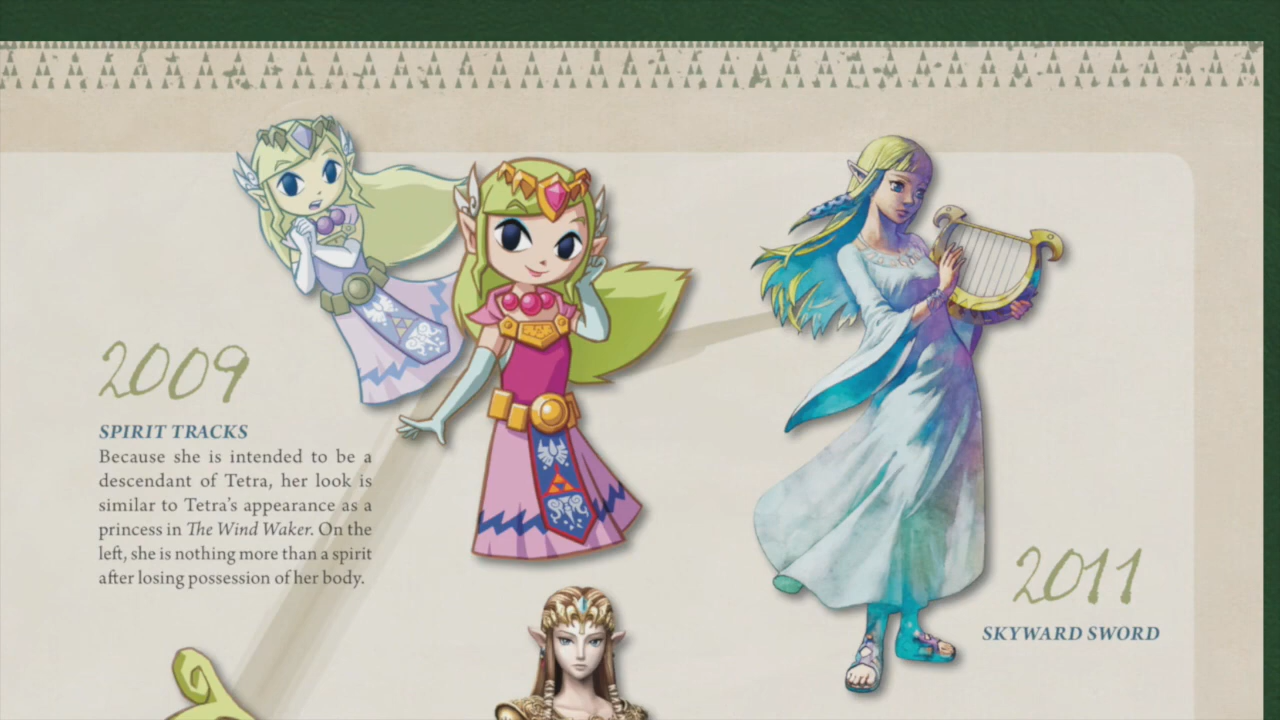 2009
SPIRIT TRACKS
Because she is intended to be a
descendant of Tetra, her look is
similar to Tetra's appearance as a
princess in The Wind Waker. On the
left, she is nothing more than a spirit
after losing possession of her body.
2011
SKYWARD SWORD